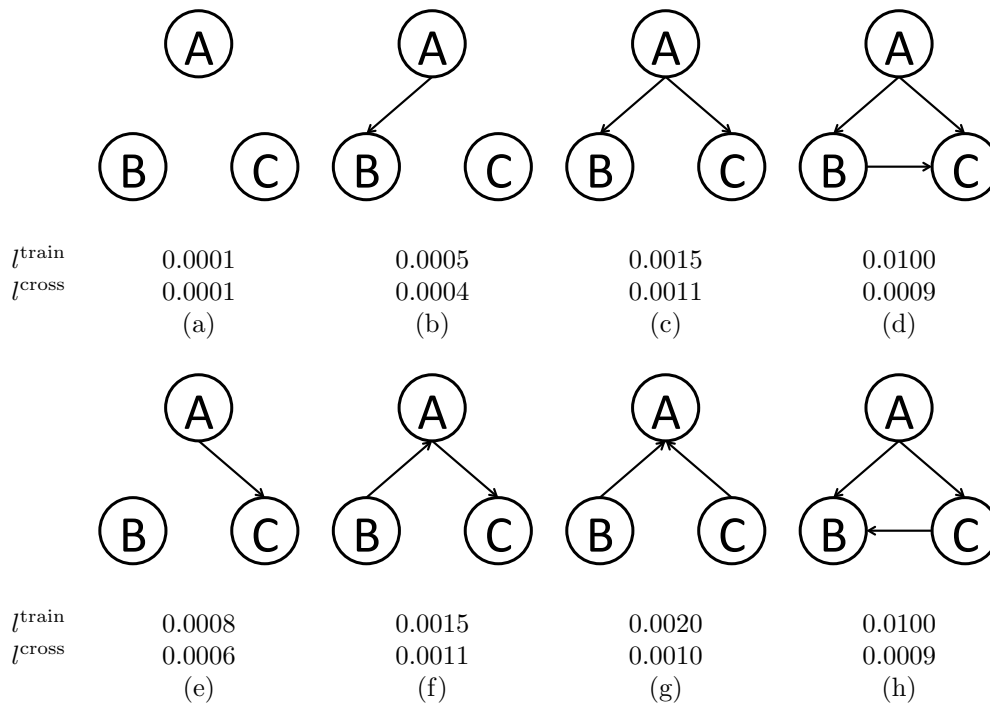 A A A A
B C B C B C B C
l^train 0.0001 0.0005 0.0015 0.0100
l^cross 0.0001 0.0004 0.0011 0.0009
(a) (b) (c) (d)
A A A A
B C B C B C B C
l^train 0.0008 0.0015 0.0020 0.0100
l^cross 0.0006 0.0011 0.0010 0.0009
(e) (f) (g) (h)